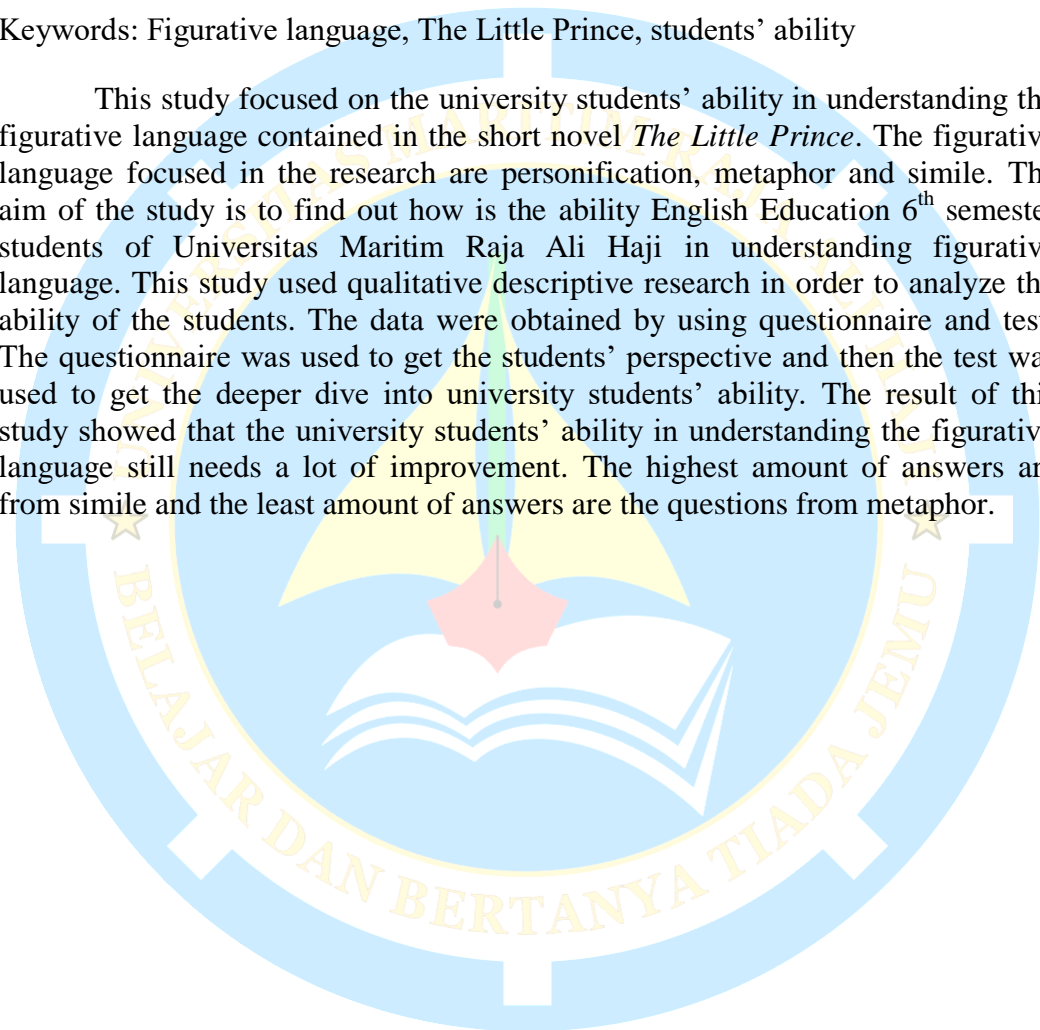 Keywords: Figurative language, The Little Prince, students’ ability
This study focused on the university students’ ability in understanding th
figurative language contained in the short novel The Little Prince. The figurativ
language focused in the research are personification, metaphor and simile. Th
aim of the study is to find out how is the ability English Education 6th semeste
students of Universitas Maritim Raja Ali Haji in understanding figurativ
language. This study used qualitative descriptive research in order to analyze th
ability of the students. The data were obtained by using questionnaire and test
The questionnaire was used to get the students’ perspective and then the test wa
used to get the deeper dive into university students’ ability. The result of thi
study showed that the university students’ ability in understanding the figurativ
language still needs a lot of improvement. The highest amount of answers ar
from simile and the least amount of answers are the questions from metaphor.
UNIVERSITAS MARITIM RAJA ALI HAJI
BELAJAR DAN BERTANYA TIADA JEMU